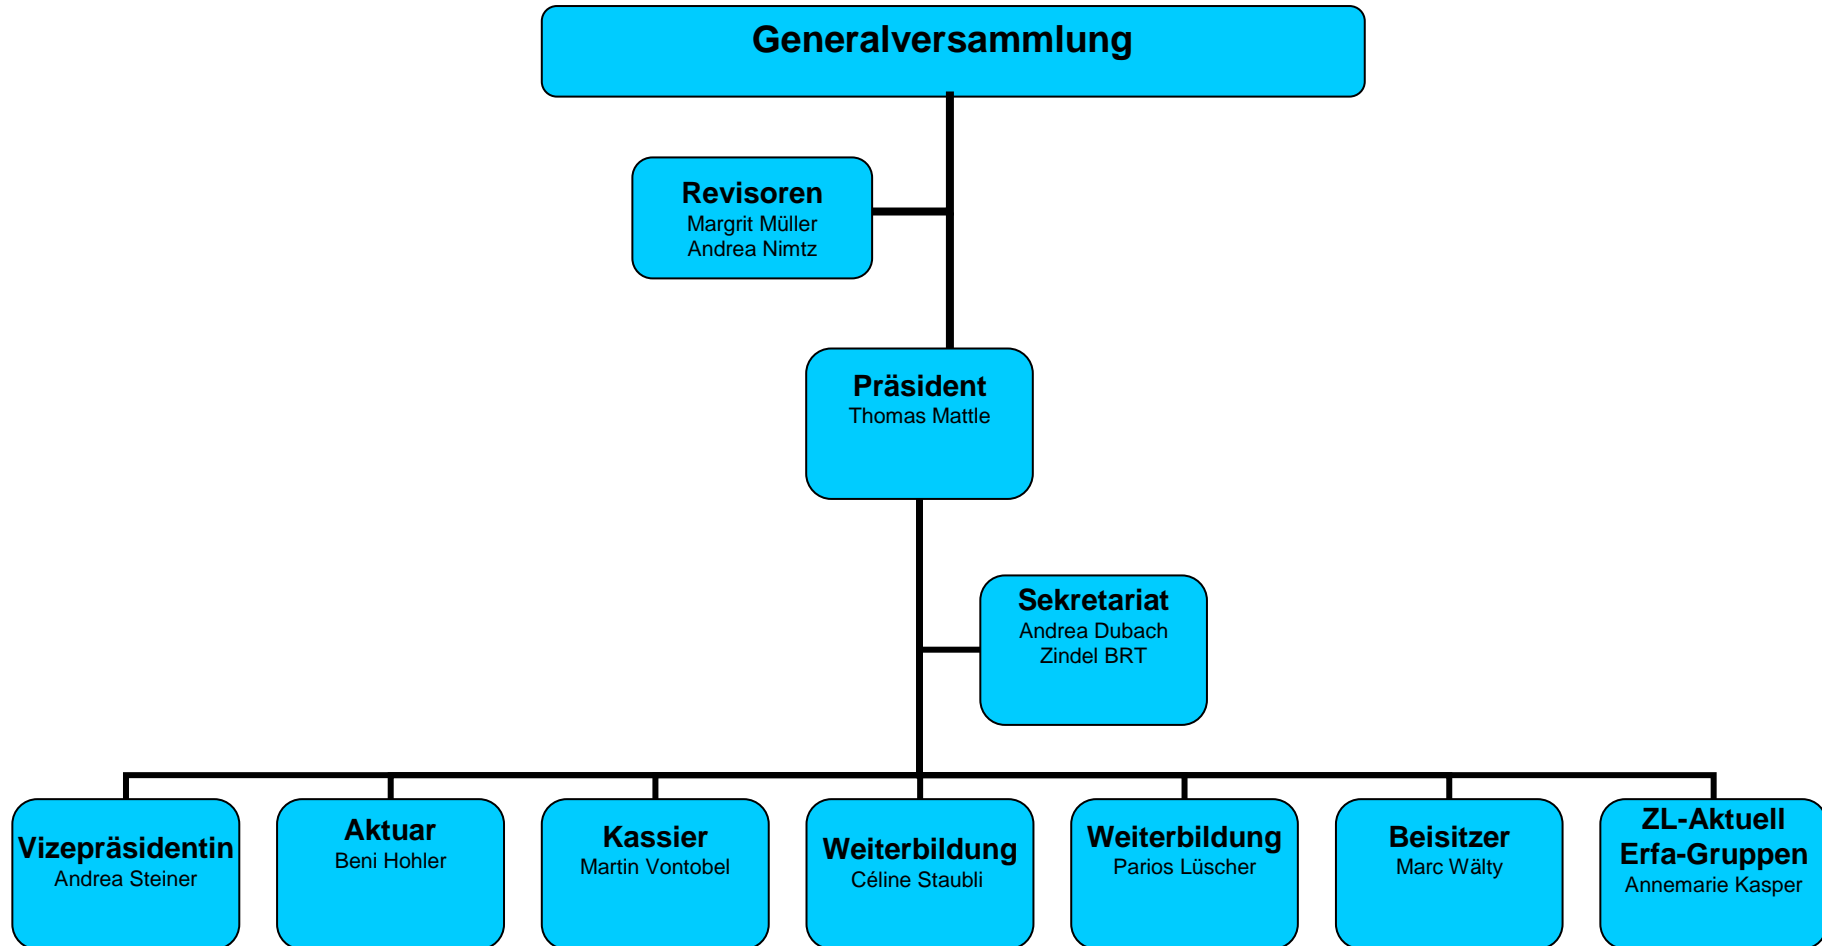 Generalversammlung
Revisoren
Margrit Müller
Andrea Nimtz
Präsident
Thomas Mattle
Sekretariat
Andrea Dubach
Zindel BRT
Vizepräsidentin
Andrea Steiner
Aktuar
Beni Hohler
Kassier
Martin Vontobel
Weiterbildung
Céline Staubli
Weiterbildung
Parios Lüscher
Beisitzer
Marc Wälty
ZL-Aktuell
Erfa-Gruppen
Annemarie Kasper